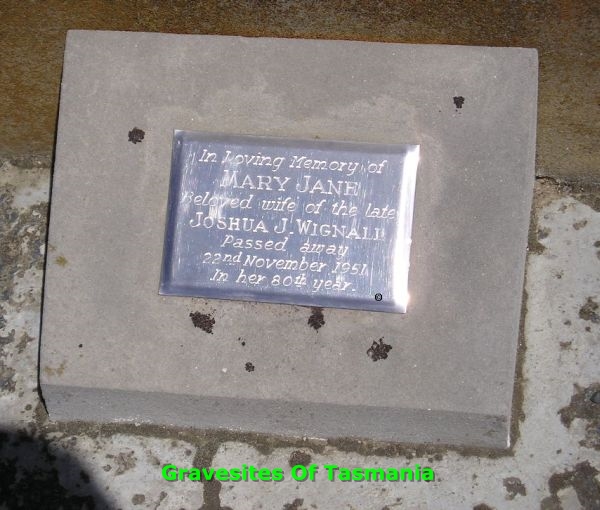 In Loving Memory of
MARY JANE
Beloved wife of the late
JOSHUA J. WIGNALL
Passed away
22nd November 1951
In her 80th year.
Gravesites Of Tasmania